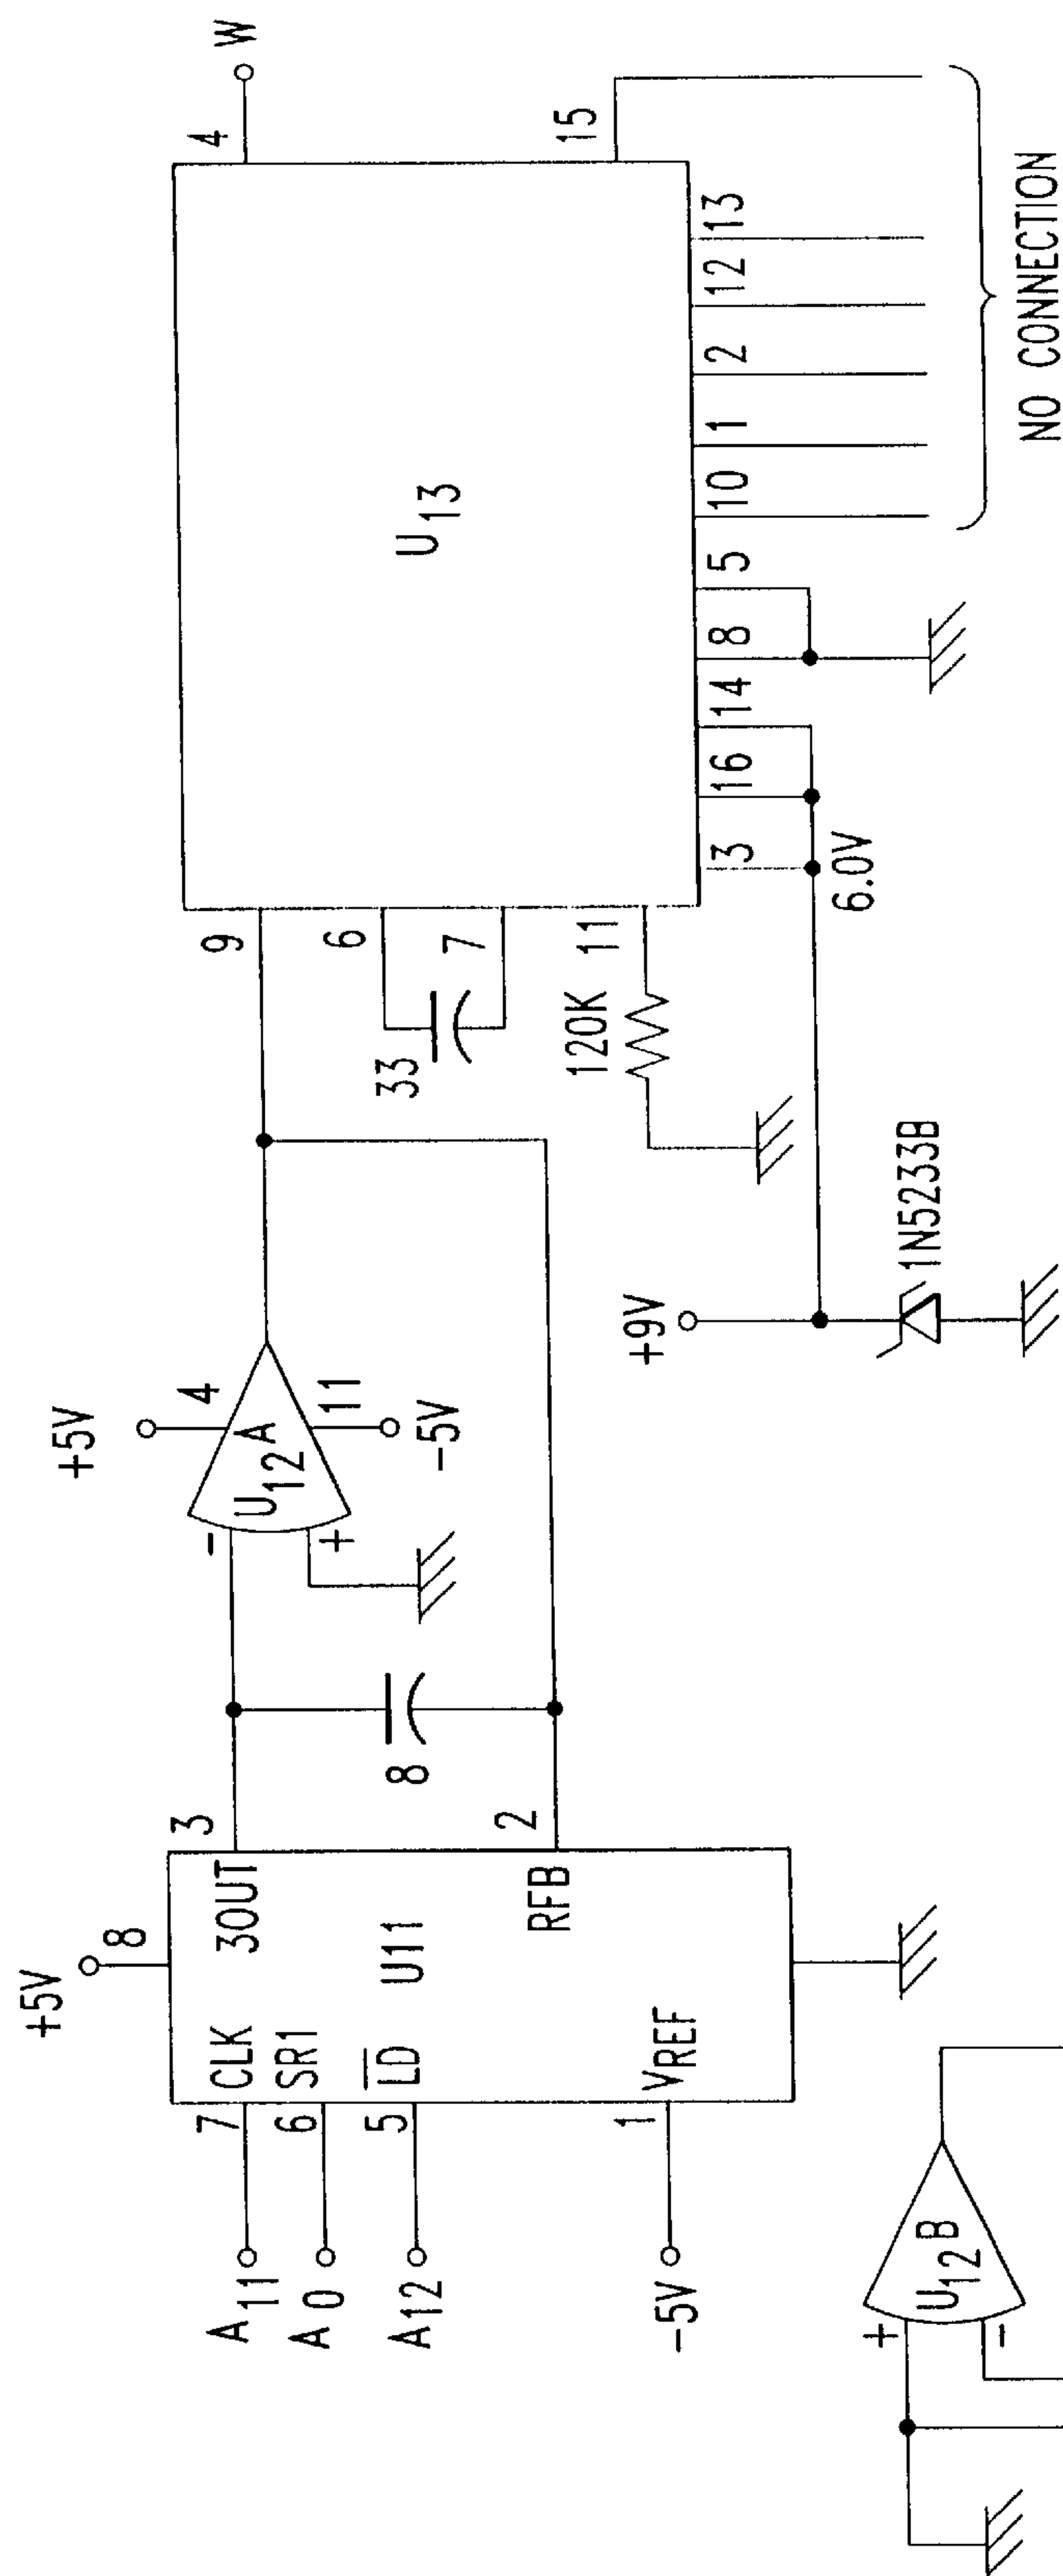 +5V
8
A11
7
CLK
3OUT
3
A 0
6
SR1
A12
5
LD
U11
8
RFB
2
-5V
1
VREF
+5V
4
-
U12A
+
11
-5V
9
6
33
7
120K
11
U13
4
W
15
3
16
14
8
5
10
1
2
12
13
6.0V
+9V
1N5233B
NO CONNECTION
+
U12B
-